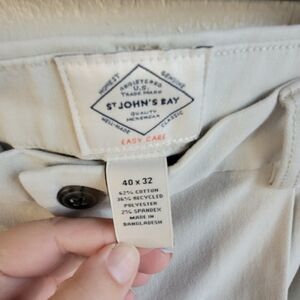 REGISTERED
U.S.
TRADE MARK
HONEST
GENUINE
ST JOHN'S BAY
QUALITY
MENSWEAR
WELL-MADE
CLASSIC
EASY CARE
40 x 32
62% COTTON
36% RECYCLED
POLYESTER
2% SPANDEX
MADE IN
BANGLADESH